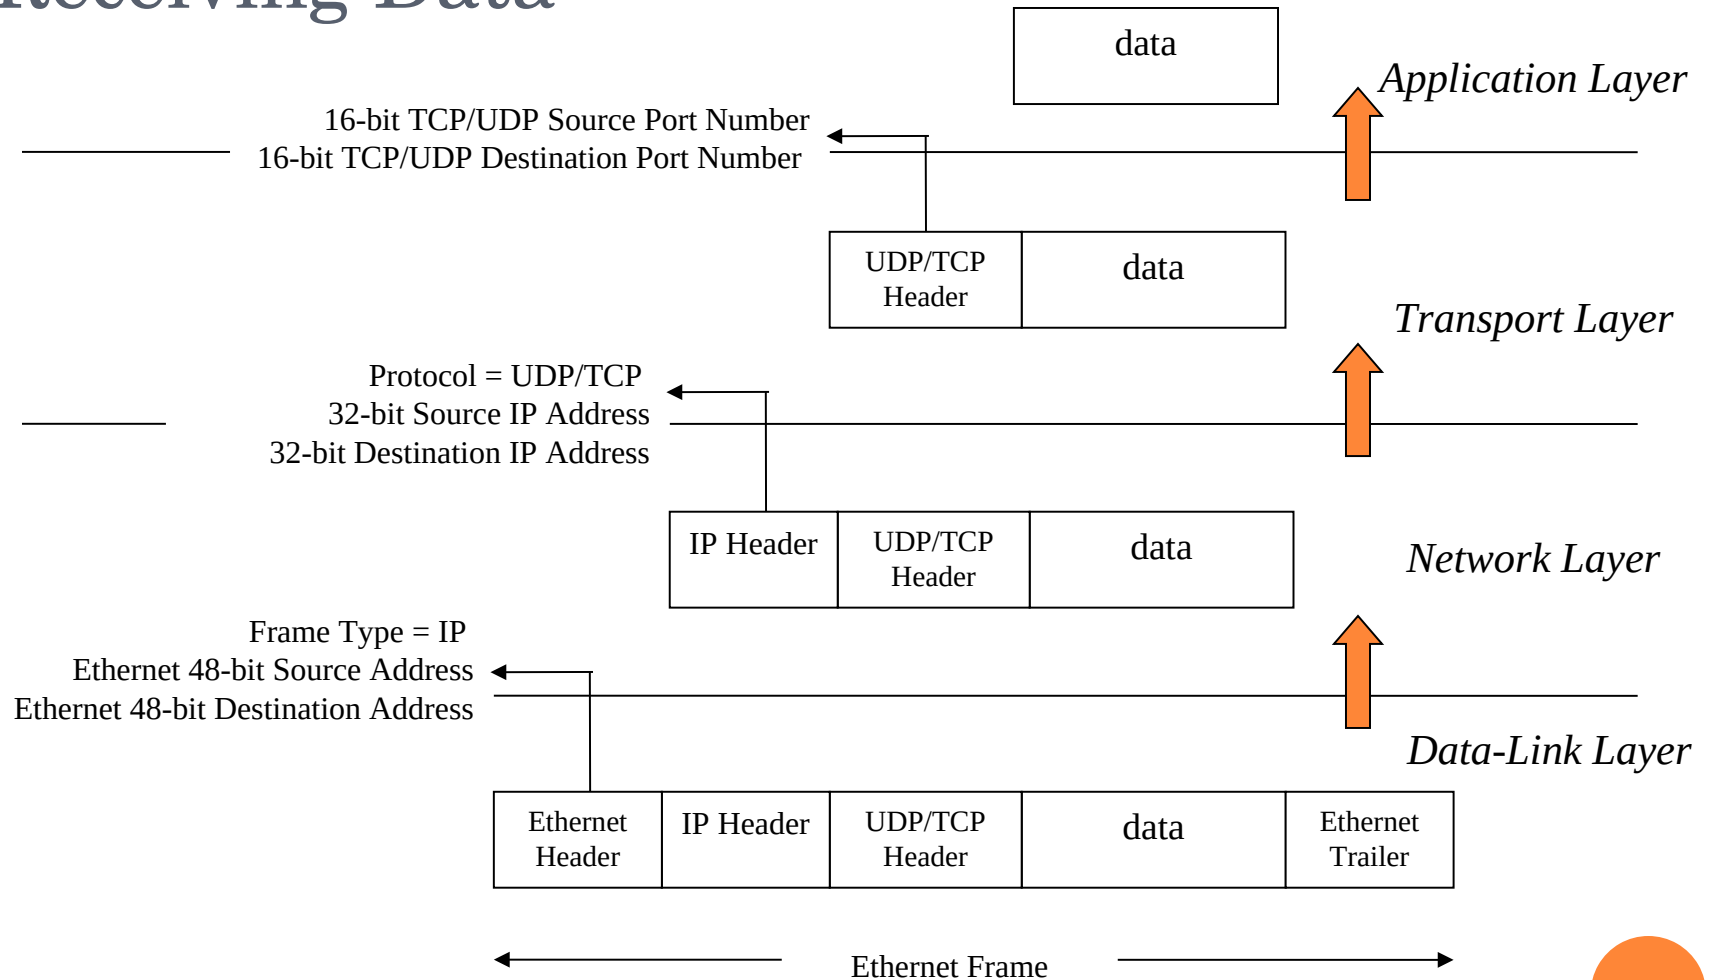 Receiving Data
data
Application Layer
16-bit TCP/UDP Source Port Number
16-bit TCP/UDP Destination Port Number
UDP/TCP
Header
data
Transport Layer
Protocol = UDP/TCP
32-bit Source IP Address
32-bit Destination IP Address
IP Header
UDP/TCP
Header
data
Network Layer
Frame Type = IP
Ethernet 48-bit Source Address
Ethernet 48-bit Destination Address
Data-Link Layer
Ethernet
Header
IP Header
UDP/TCP
Header
data
Ethernet
Trailer
Ethernet Frame